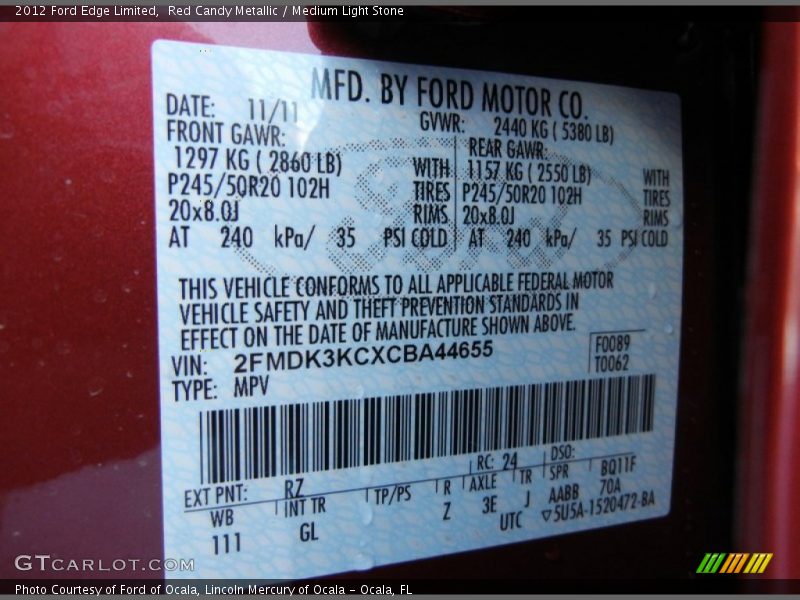 2012 Ford Edge Limited, Red Candy Metallic / Medium Light Stone
MFD. BY FORD MOTOR CO.
DATE: 11/11 GVWR: 2440 KG ( 5380 LB)
FRONT GAWR: REAR GAWR:
1297 KG ( 2860 LB) WITH 1157 KG ( 2550 LB) WITH
P245/50R20 102H TIRES P245/50R20 102H TIRES
20x8.0J RIMS 20x8.0J RIMS
AT 240 kPa/ 35 PSI COLD AT 240 kPa/ 35 PSI COLD
THIS VEHICLE CONFORMS TO ALL APPLICABLE FEDERAL MOTOR
VEHICLE SAFETY AND THEFT PREVENTION STANDARDS IN
EFFECT ON THE DATE OF MANUFACTURE SHOWN ABOVE.
VIN: 2FMDK3KCXCBA44655 F0089
TYPE: MPV T0062
EXT PNT: RZ RC: 24 DSO:
WB INT TR TP/PS R AXLE TR SPR BQ11F
111 GL Z 3E J AABB 70A
UTC ▽5U5A-1520472-BA
Ford
GTCARLOT.COM
Photo Courtesy of Ford of Ocala, Lincoln Mercury of Ocala - Ocala, FL